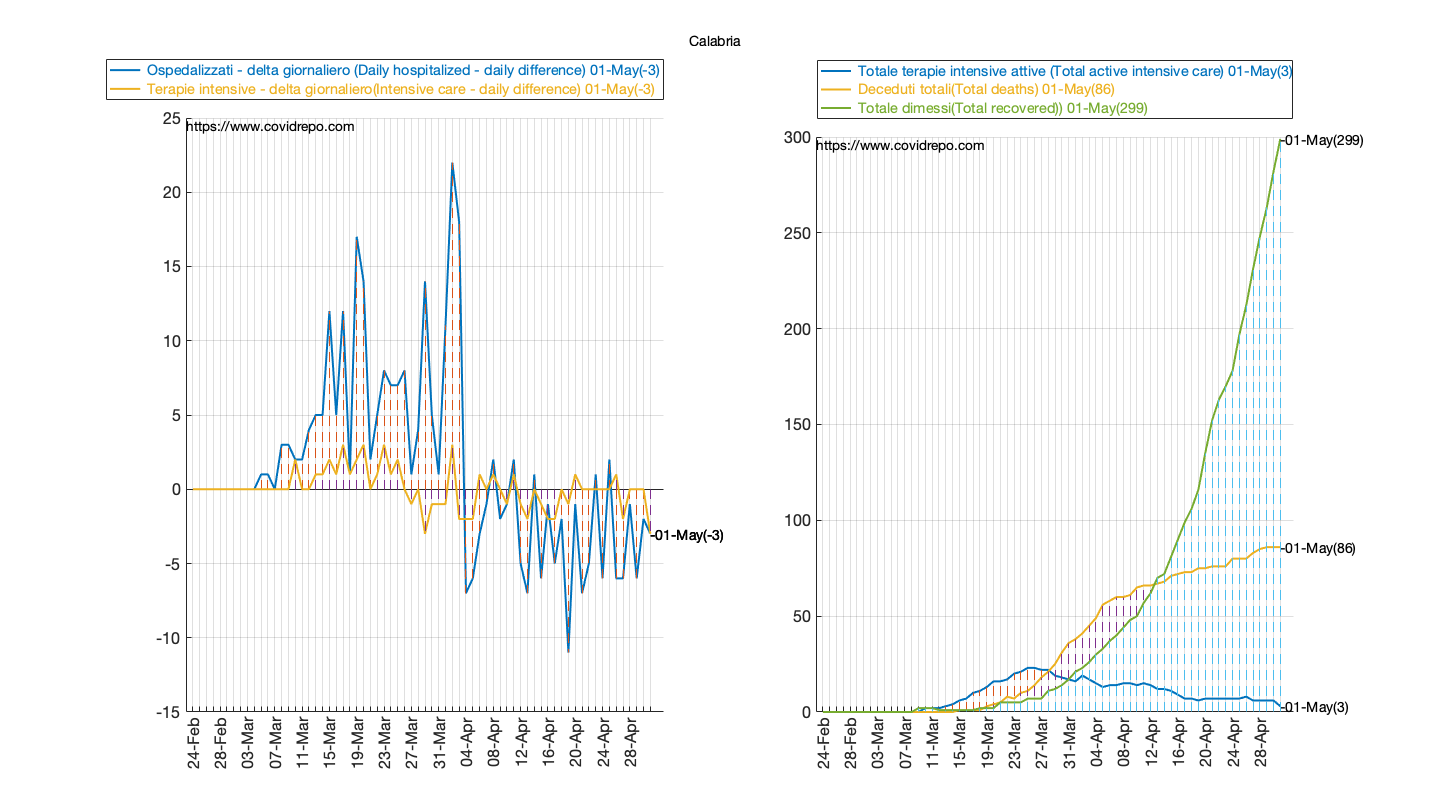 Calabria
Ospedalizzati - delta giornaliero (Daily hospitalized - daily difference) 01-May(-3)
Terapie intensive - delta giornaliero(Intensive care - daily difference) 01-May(-3)
https://www.covidrepo.com
25
20
15
10
5
0
-5
-10
-15
-01-May(-3)
24-Feb
28-Feb
03-Mar
07-Mar
11-Mar
15-Mar
19-Mar
23-Mar
27-Mar
31-Mar
04-Apr
08-Apr
12-Apr
16-Apr
20-Apr
24-Apr
28-Apr
Totale terapie intensive attive (Total active intensive care) 01-May(3)
Deceduti totali(Total deaths) 01-May(86)
Totale dimessi(Total recovered)) 01-May(299)
https://www.covidrepo.com
300
250
200
150
100
50
0
-01-May(299)
-01-May(86)
-01-May(3)
24-Feb
28-Feb
03-Mar
07-Mar
11-Mar
15-Mar
19-Mar
23-Mar
27-Mar
31-Mar
04-Apr
08-Apr
12-Apr
16-Apr
20-Apr
24-Apr
28-Apr